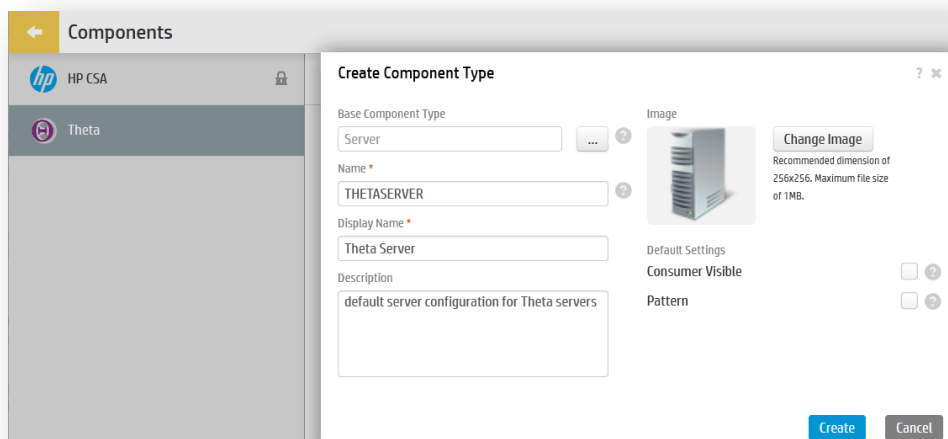 Components
hp HP CSA
Theta
Create Component Type
? ×
Base Component Type
Server
... ?
Name *
THETASERVER
?
Display Name *
Theta Server
Description
default server configuration for Theta servers
Image
Change Image
Recommended dimension of
256x256. Maximum file size
of 1MB.
Default Settings
Consumer Visible
?
Pattern
?
Create
Cancel